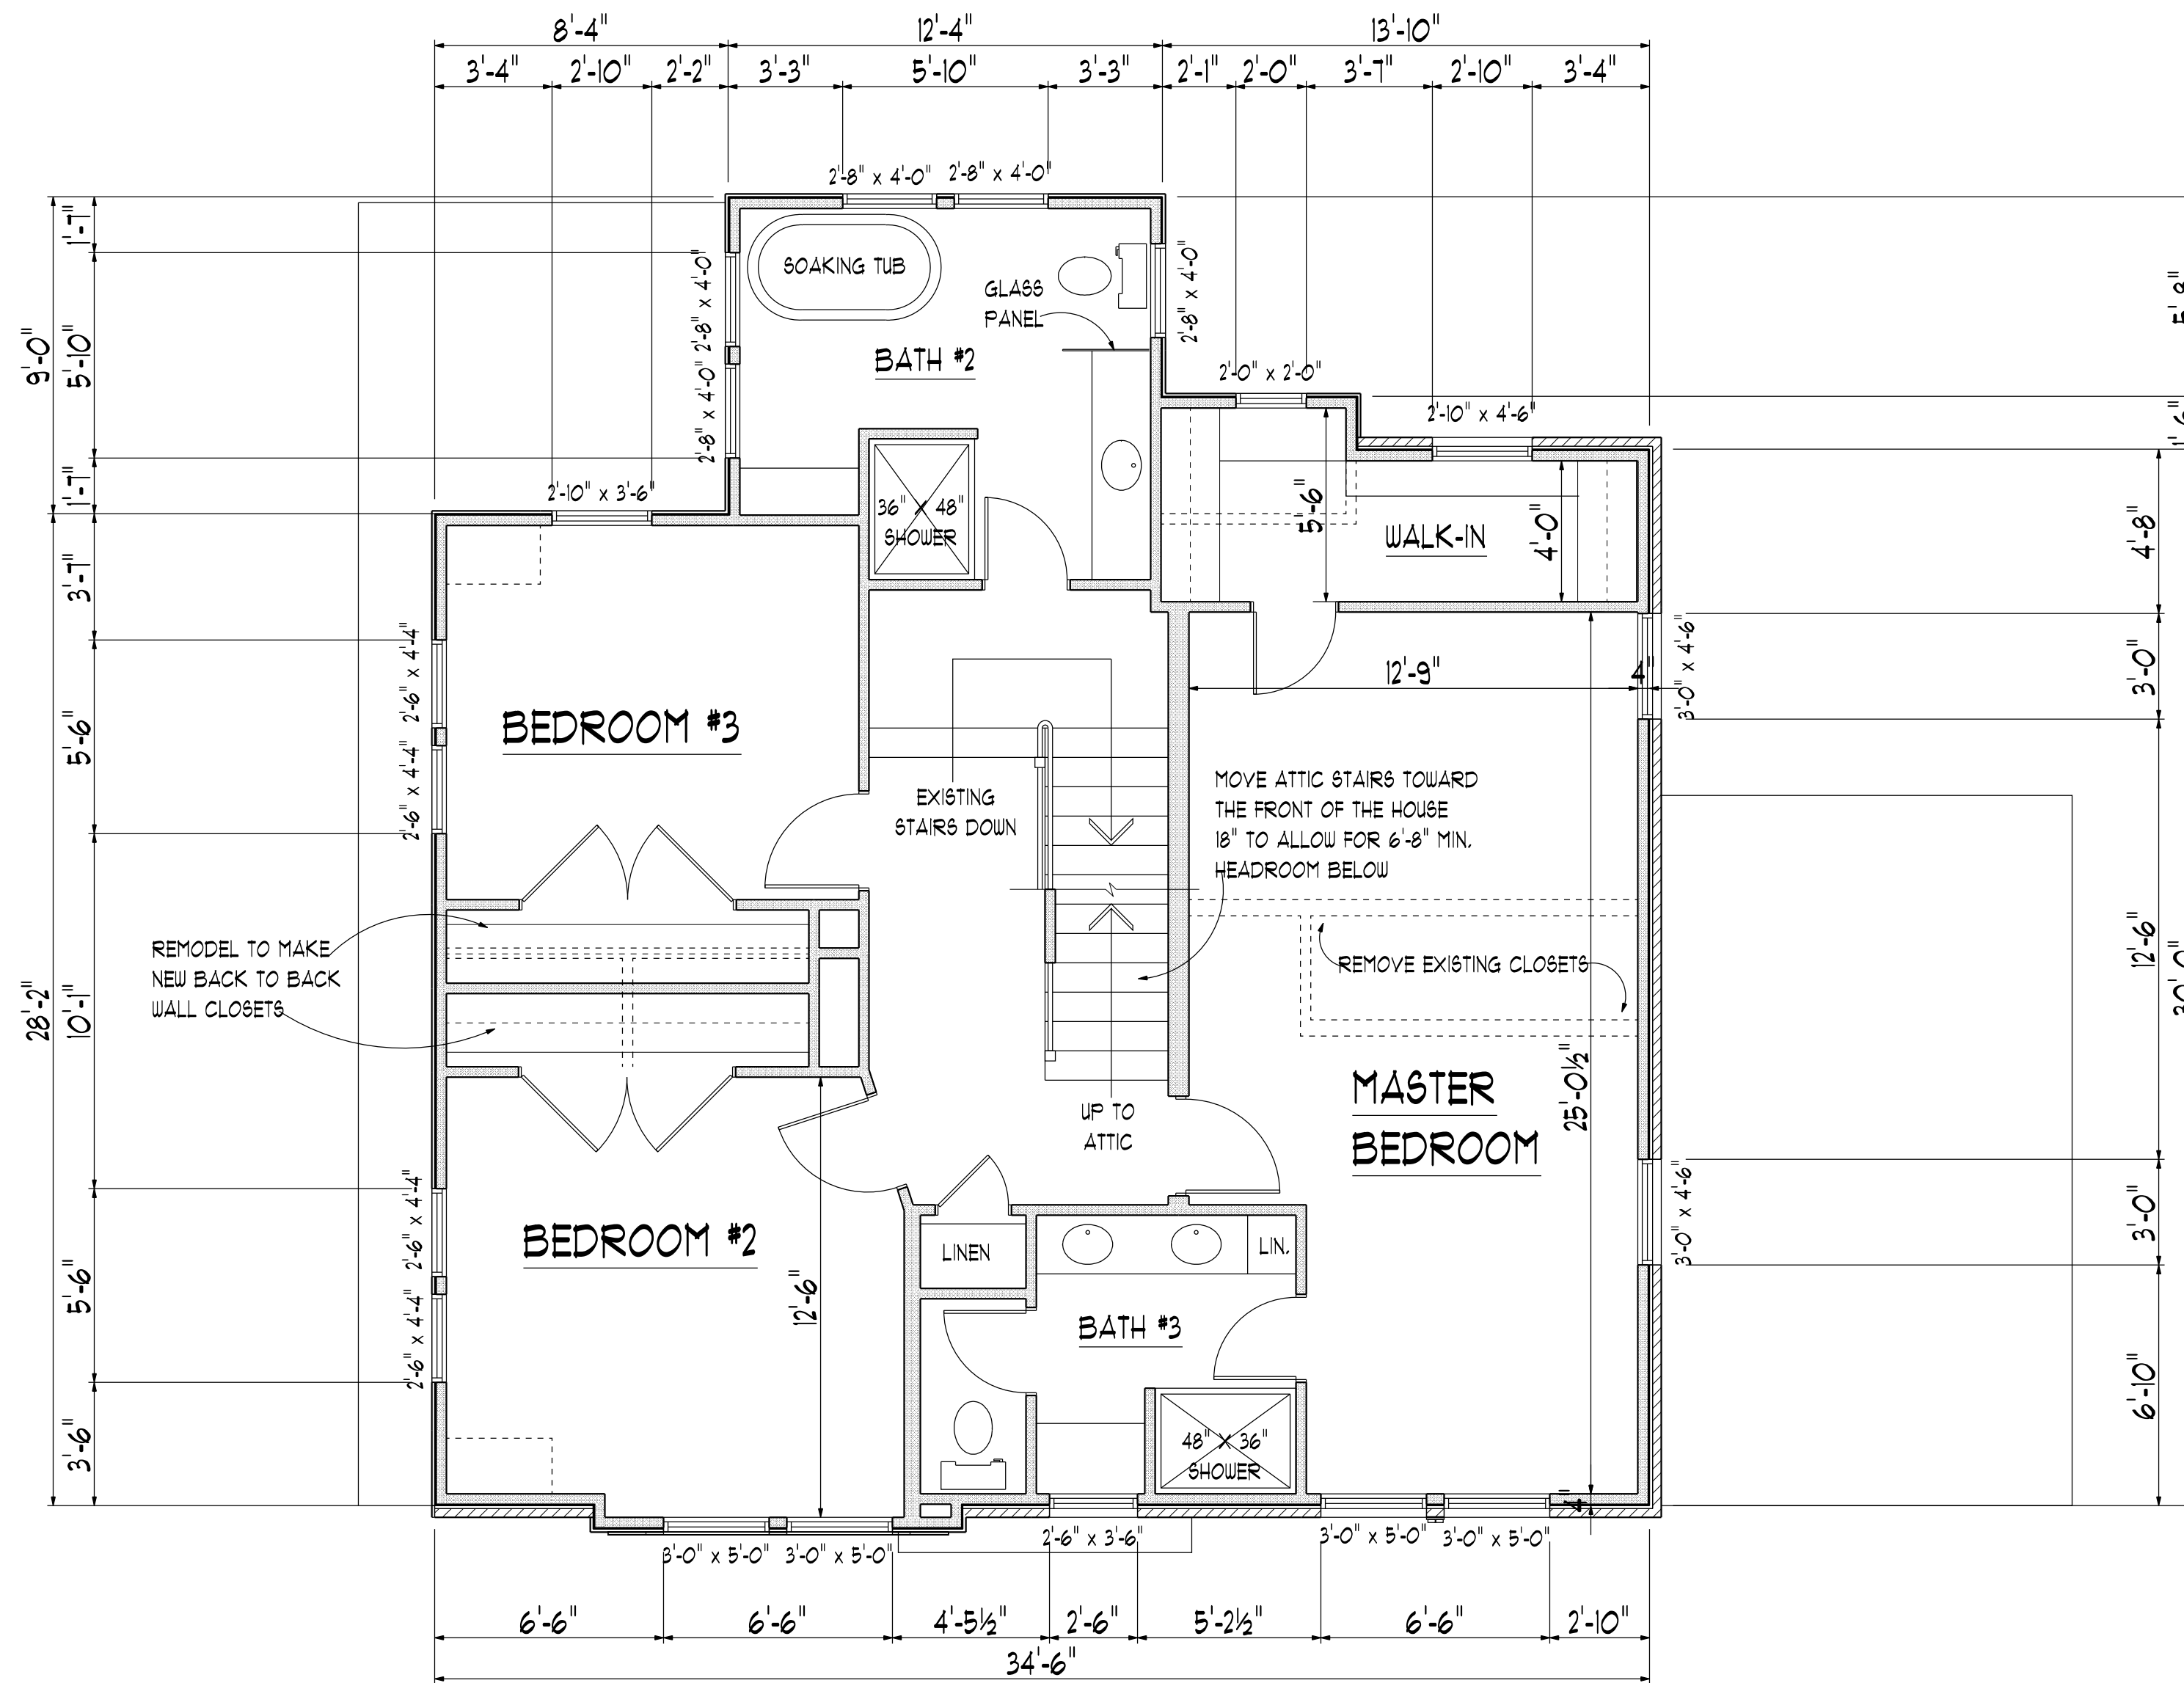 8'-4" 12'-4" 13'-10"
3'-4" 2'-10" 2'-2" 3'-3" 5'-10" 3'-3" 2'-1" 2'-0" 3'-7" 2'-10" 3'-4"
2'-8" x 4'-0" 2'-8" x 4'-0"
1'-7"
5'-10"
9'-0"
1'-7"
2'-8" x 4'-0"
2'-8" x 4'-0"
SOAKING TUB
GLASS
PANEL
BATH #2
2'-8" x 4'-0"
2'-0" x 2'-0"
2'-10" x 4'-6"
2'-10" x 3'-6"
36" X 48"
SHOWER
5'-6"
WALK-IN
4'-0"
4'-8"
3'-7"
2'-6" x 4'-4"
2'-6" x 4'-4"
5'-6"
BEDROOM #3
12'-9"
4"
3'-0" x 4'-6"
3'-0"
EXISTING
STAIRS DOWN
MOVE ATTIC STAIRS TOWARD
THE FRONT OF THE HOUSE
18" TO ALLOW FOR 6'-8" MIN.
HEADROOM BELOW
REMODEL TO MAKE
NEW BACK TO BACK
WALL CLOSETS
REMOVE EXISTING CLOSETS
12'-6"
28'-2"
10'-1"
MASTER
BEDROOM
25'-0½"
UP TO
ATTIC
2'-6" x 4'-4"
2'-6" x 4'-4"
5'-6"
BEDROOM #2
12'-6"
LINEN
LIN.
BATH #3
3'-0" x 4'-6"
3'-0"
6'-10"
3'-6"
48" X 36"
SHOWER
4"
3'-0" x 5'-0" 3'-0" x 5'-0" 2'-6" x 3'-6" 3'-0" x 5'-0" 3'-0" x 5'-0"
6'-6" 6'-6" 4'-5½" 2'-6" 5'-2½" 6'-6" 2'-10"
34'-6"